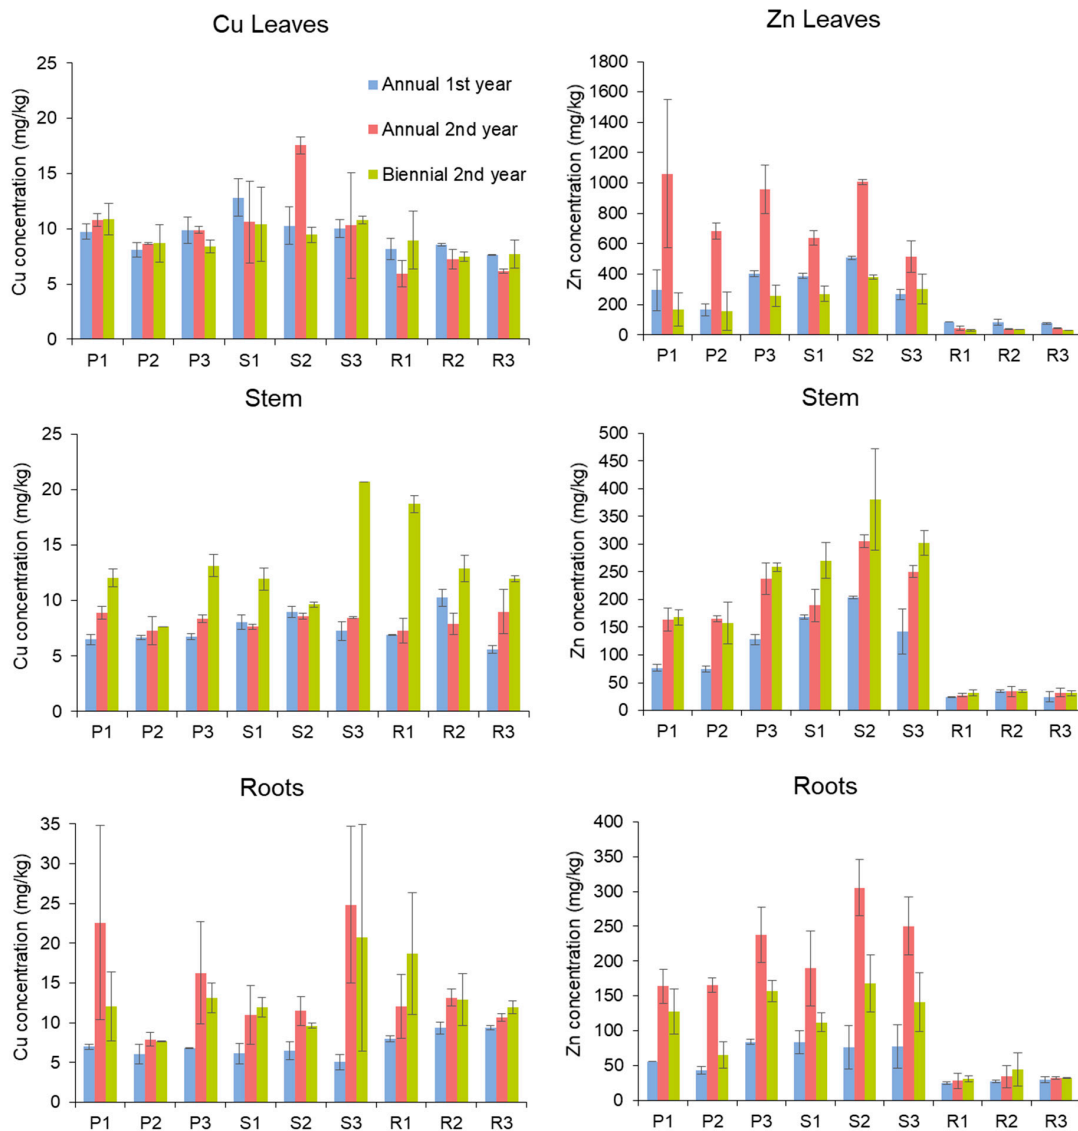 Cu Leaves
Cu concentration (mg/kg)
25
20
15
10
5
0
Annual 1st year
Annual 2nd year
Biennial 2nd year
P1 P2 P3 S1 S2 S3 R1 R2 R3
Zn Leaves
Zn concentration (mg/kg)
1800
1600
1400
1200
1000
800
600
400
200
0
P1 P2 P3 S1 S2 S3 R1 R2 R3
Stem
Cu concentration (mg/kg)
25
20
15
10
5
0
P1 P2 P3 S1 S2 S3 R1 R2 R3
Stem
Zn oncentration (mg/kg)
500
450
400
350
300
250
200
150
100
50
0
P1 P2 P3 S1 S2 S3 R1 R2 R3
Roots
Cu concentration (mg/kg)
35
30
25
20
15
10
5
0
P1 P2 P3 S1 S2 S3 R1 R2 R3
Roots
Zn concentration (mg/kg)
400
350
300
250
200
150
100
50
0
P1 P2 P3 S1 S2 S3 R1 R2 R3